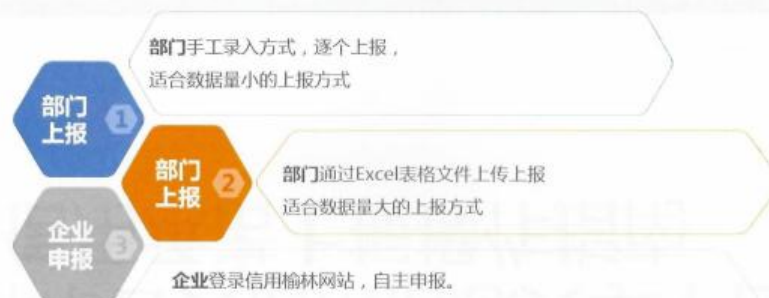 部门手工录入方式，逐个上报，
适合数据量小的上报方式
部门
上报
1
部门
上报
2
部门通过Excel表格文件上传上报
适合数据量大的上报方式
企业
申报
3
企业登录信用榆林网站，自主申报。